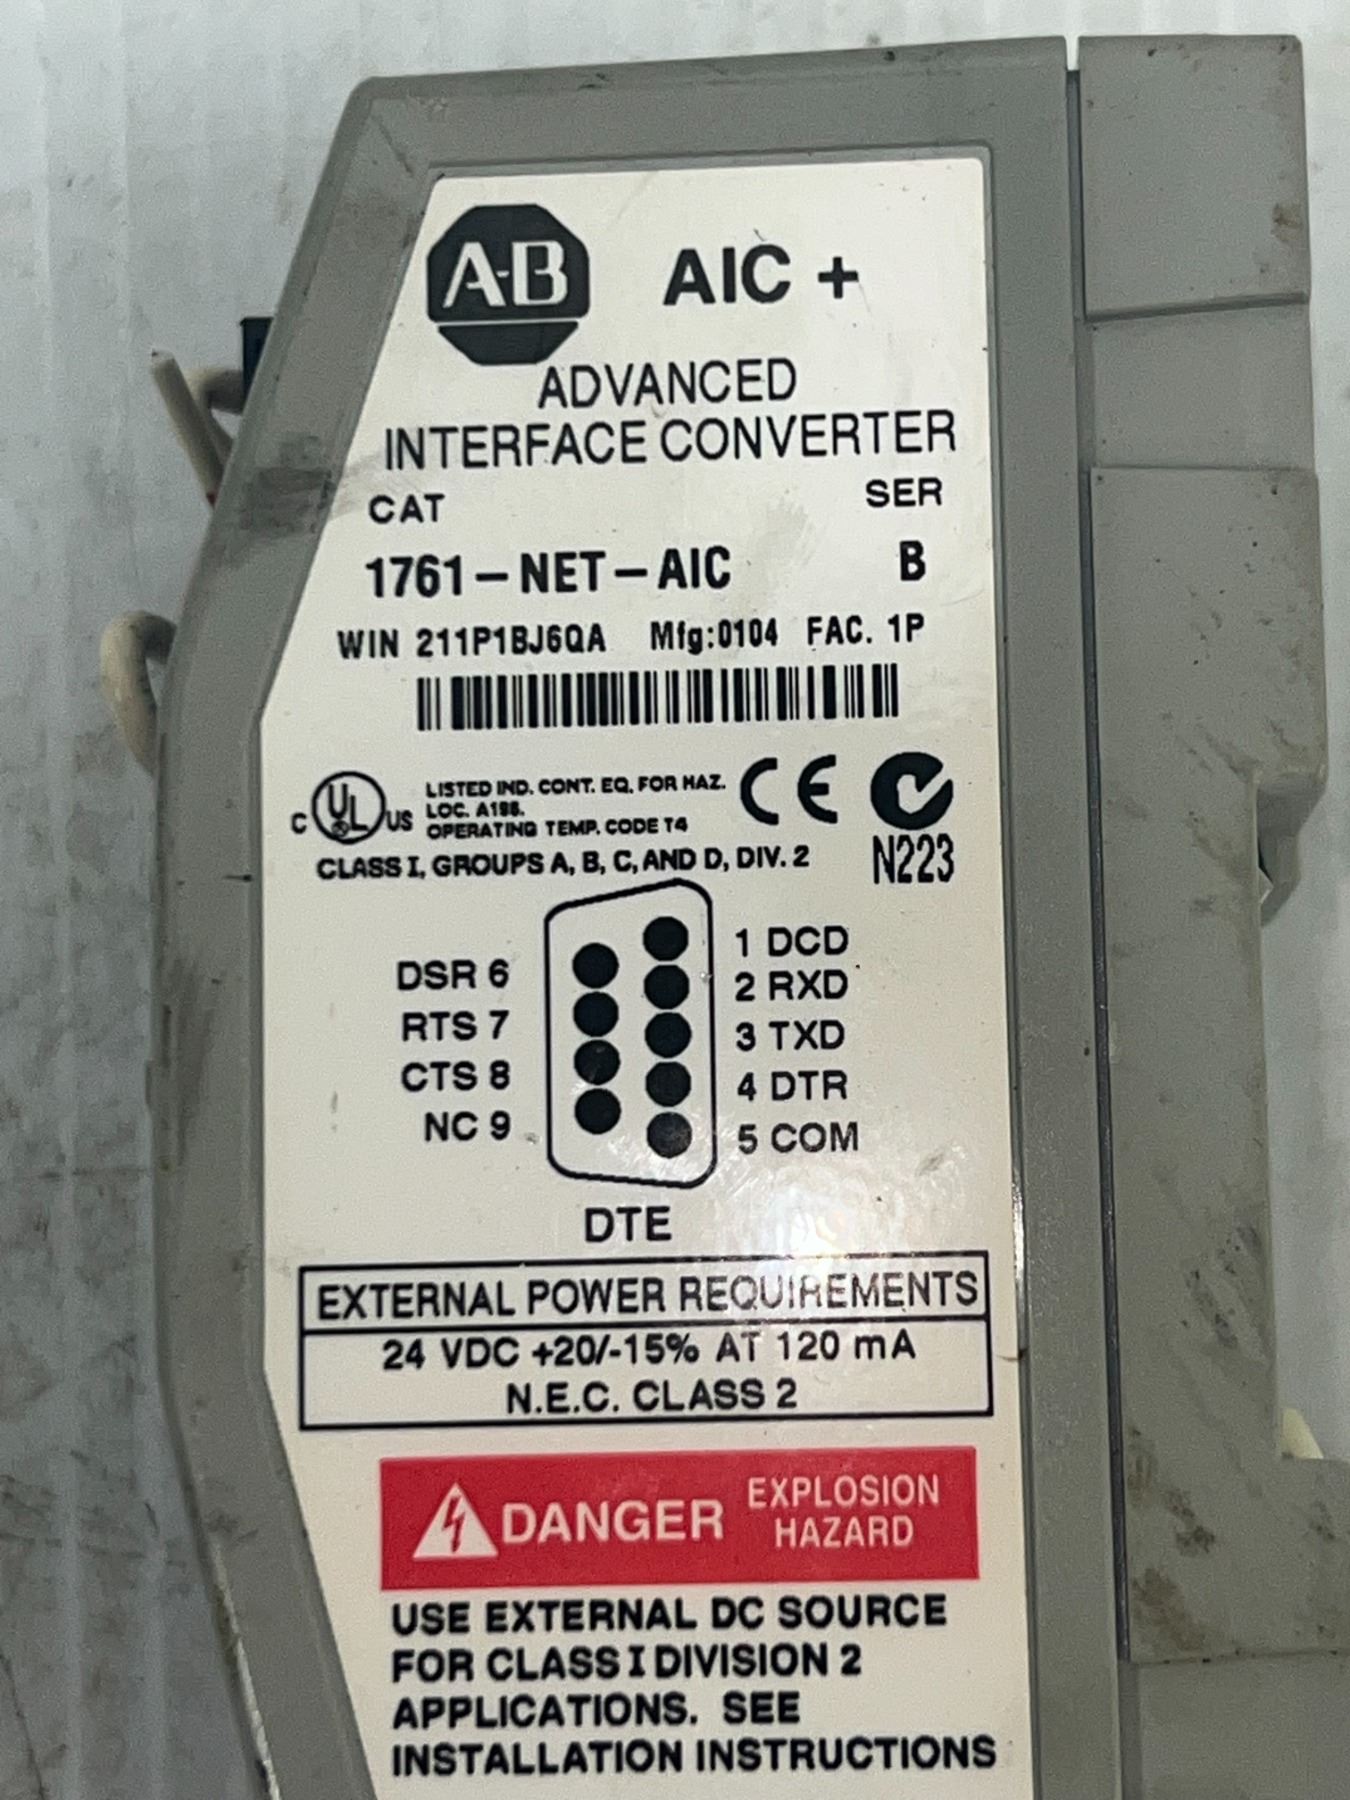 A-B AIC +
ADVANCED
INTERFACE CONVERTER
CAT SER
1761-NET-AIC B
WIN 211P1BJ6QA Mfg:0104 FAC. 1P
C UL US LISTED IND. CONT. EQ. FOR HAZ.
LOC. A196.
OPERATING TEMP. CODE T4
CE N223
CLASS I, GROUPS A, B, C, AND D, DIV. 2
1 DCD
DSR 6
2 RXD
RTS 7
3 TXD
CTS 8
4 DTR
NC 9
5 COM
DTE
EXTERNAL POWER REQUIREMENTS
24 VDC +20/-15% AT 120 mA
N.E.C. CLASS 2
DANGER EXPLOSION
HAZARD
USE EXTERNAL DC SOURCE
FOR CLASS I DIVISION 2
APPLICATIONS. SEE
INSTALLATION INSTRUCTIONS